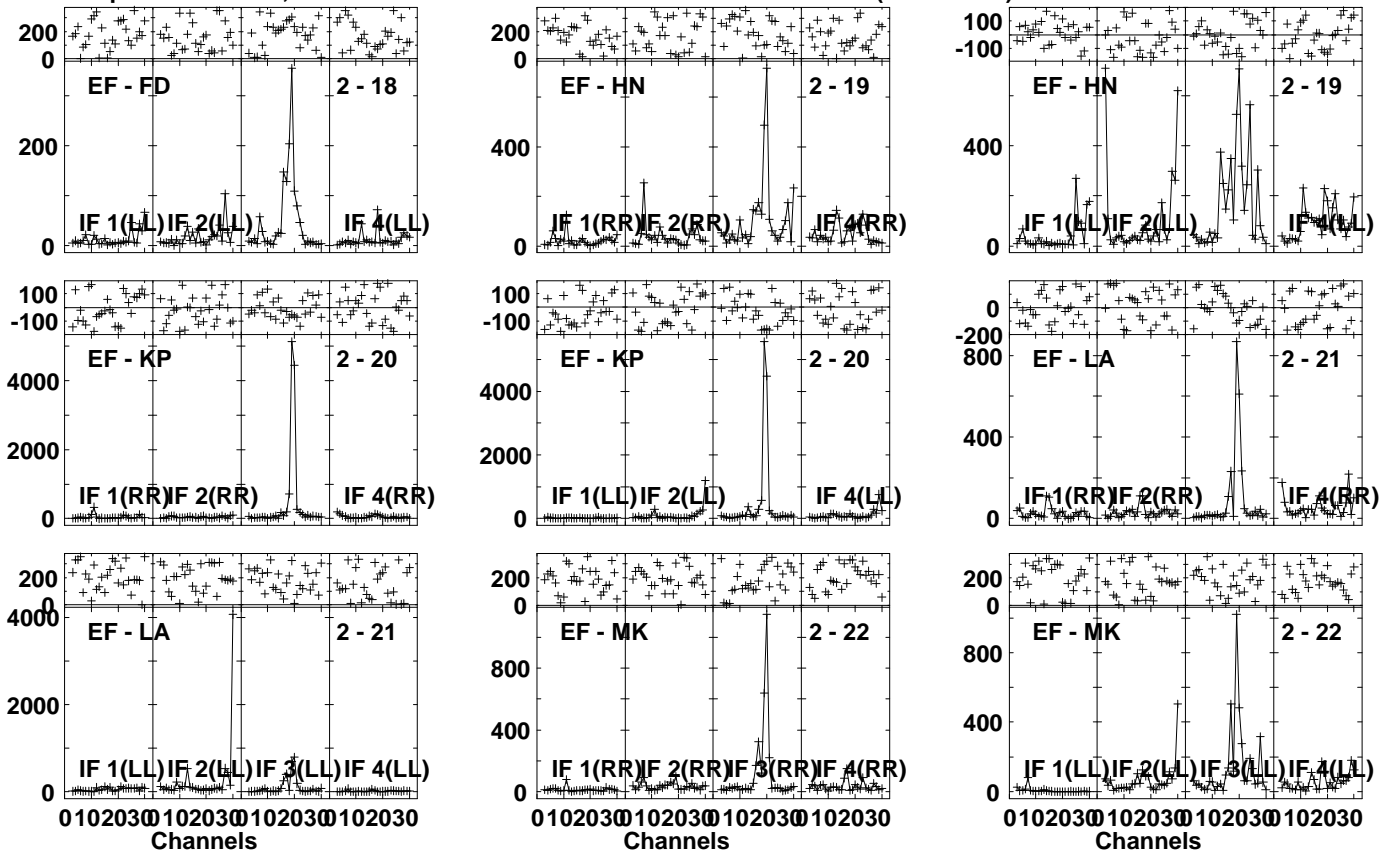 200
0
200
0
100
-100
EF - FD 2 - 18
200
0
IF 1(LL) IF 2(LL) IF 4(LL)
EF - HN 2 - 19
400
0
IF 1(RR) IF 2(RR) IF 4(RR)
EF - HN 2 - 19
400
0
IF 1(LL) IF 2(LL) IF 4(LL)
100
-100
100
-100
0
-200
EF - KP 2 - 20
4000
2000
0
IF 1(RR) IF 2(RR) IF 4(RR)
EF - KP 2 - 20
4000
2000
0
IF 1(LL) IF 2(LL) IF 4(LL)
EF - LA 2 - 21
800
400
0
IF 1(RR) IF 2(RR) IF 4(RR)
200
0
200
0
200
0
EF - LA 2 - 21
4000
2000
0
IF 1(LL) IF 2(LL) IF 3(LL) IF 4(LL)
EF - MK 2 - 22
800
400
0
IF 1(RR) IF 2(RR) IF 3(RR) IF 4(RR)
EF - MK 2 - 22
800
400
0
IF 1(LL) IF 2(LL) IF 3(LL) IF 4(LL)
0102030 0102030 0102030 0102030
0102030 0102030 0102030 0102030
0102030 0102030 0102030 0102030
Channels
Channels